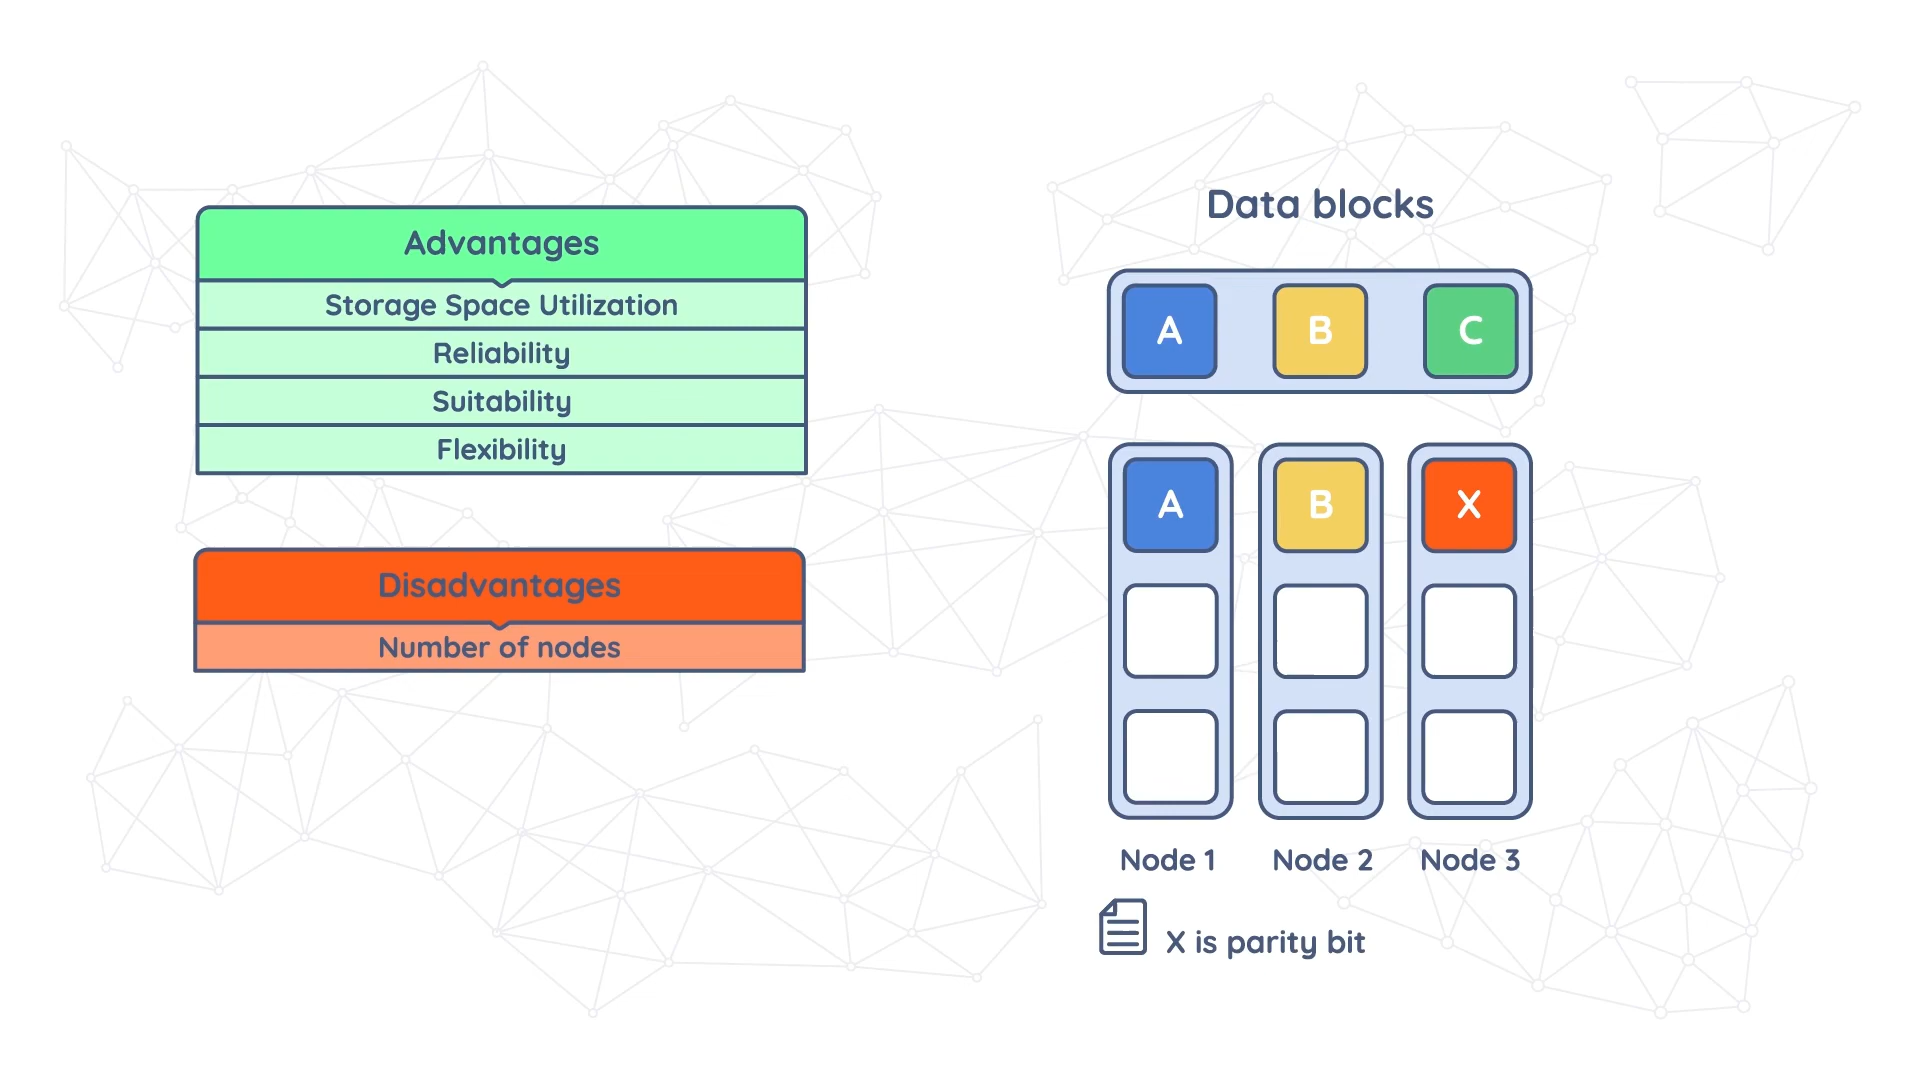 Advantages
Storage Space Utilization
Reliability
Suitability
Flexibility
Disadvantages
Number of nodes
Data blocks
A B C
A B X
Node 1 Node 2 Node 3
X is parity bit